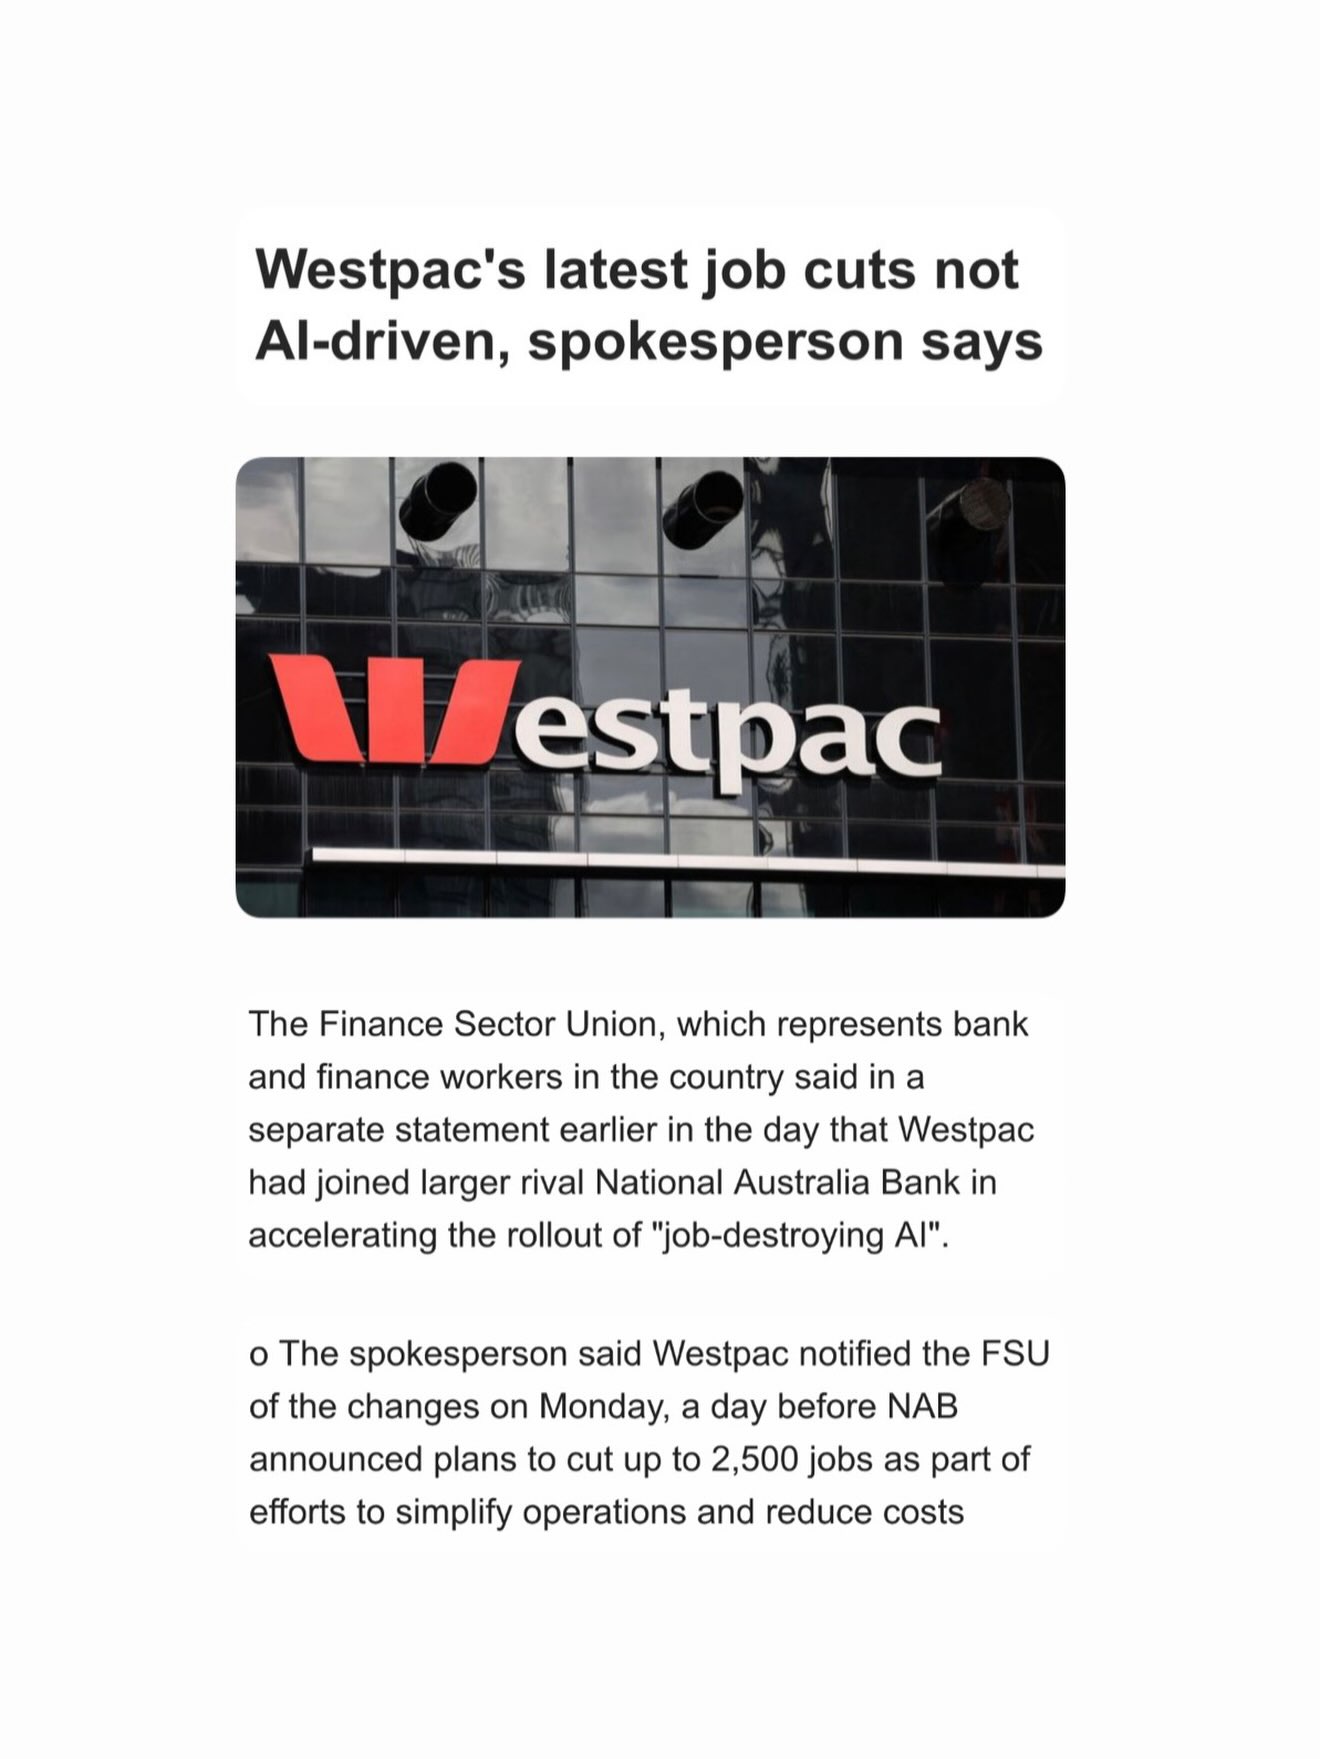 Westpac's latest job cuts not
AI-driven, spokesperson says
Westpac
The Finance Sector Union, which represents bank
and finance workers in the country said in a
separate statement earlier in the day that Westpac
had joined larger rival National Australia Bank in
accelerating the rollout of "job-destroying AI".
o The spokesperson said Westpac notified the FSU
of the changes on Monday, a day before NAB
announced plans to cut up to 2,500 jobs as part of
efforts to simplify operations and reduce costs